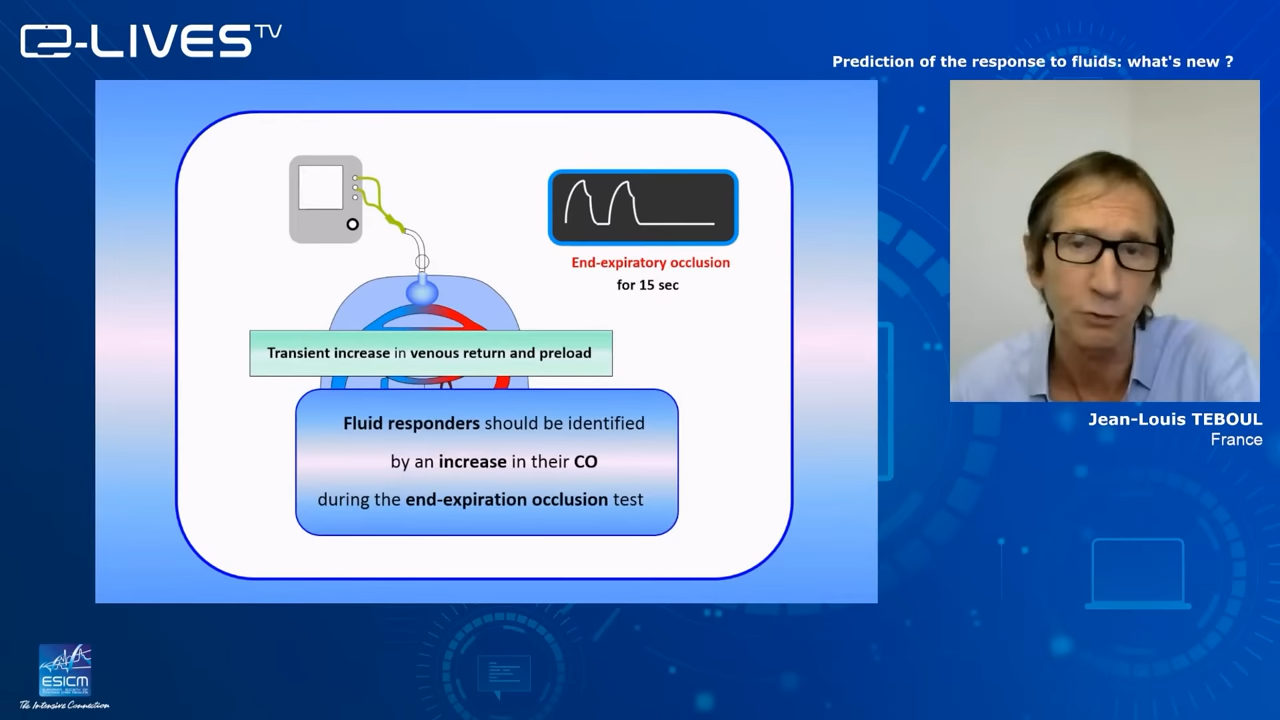 e-LIVES TV
Prediction of the response to fluids: what's new ?
End-expiratory occlusion
for 15 sec
Transient increase in venous return and preload
Fluid responders should be identified
by an increase in their CO
during the end-expiration occlusion test
Jean-Louis TEBOUL
France
ESICM
The Intensive Connection